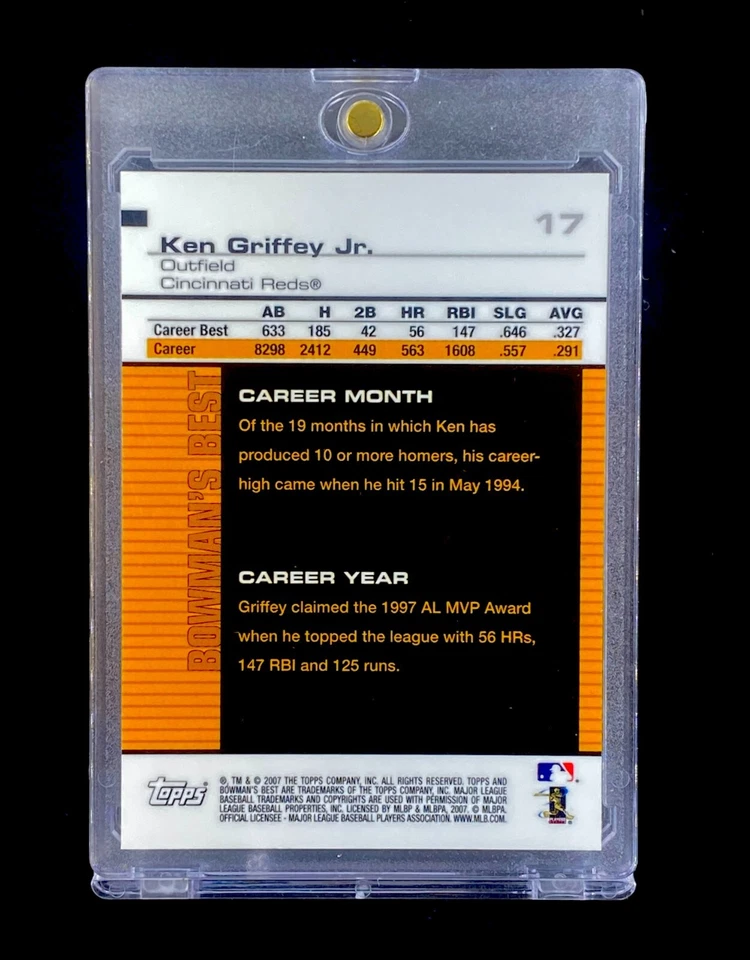 17
Ken Griffey Jr.
Outfield
Cincinnati Reds®
AB H 2B HR RBI SLG AVG
Career Best 633 185 42 56 147 .646 .327
Career 8298 2412 449 563 1608 .557 .291
BOWMAN'S BEST
CAREER MONTH
Of the 19 months in which Ken has
produced 10 or more homers, his career-
high came when he hit 15 in May 1994.
CAREER YEAR
Griffey claimed the 1997 AL MVP Award
when he topped the league with 56 HRs,
147 RBI and 125 runs.
Topps
®, TM & © 2007 THE TOPPS COMPANY, INC. ALL RIGHTS RESERVED. TOPPS AND
BOWMAN'S BEST ARE TRADEMARKS OF THE TOPPS COMPANY, INC. MAJOR LEAGUE
BASEBALL TRADEMARKS AND COPYRIGHTS ARE USED WITH PERMISSION OF MAJOR
LEAGUE BASEBALL PROPERTIES, INC. LICENSED BY MLBP & MLBPA, 2007. © MLBPA.
OFFICIAL LICENSEE - MAJOR LEAGUE BASEBALL PLAYERS ASSOCIATION. WWW.MLB.COM.